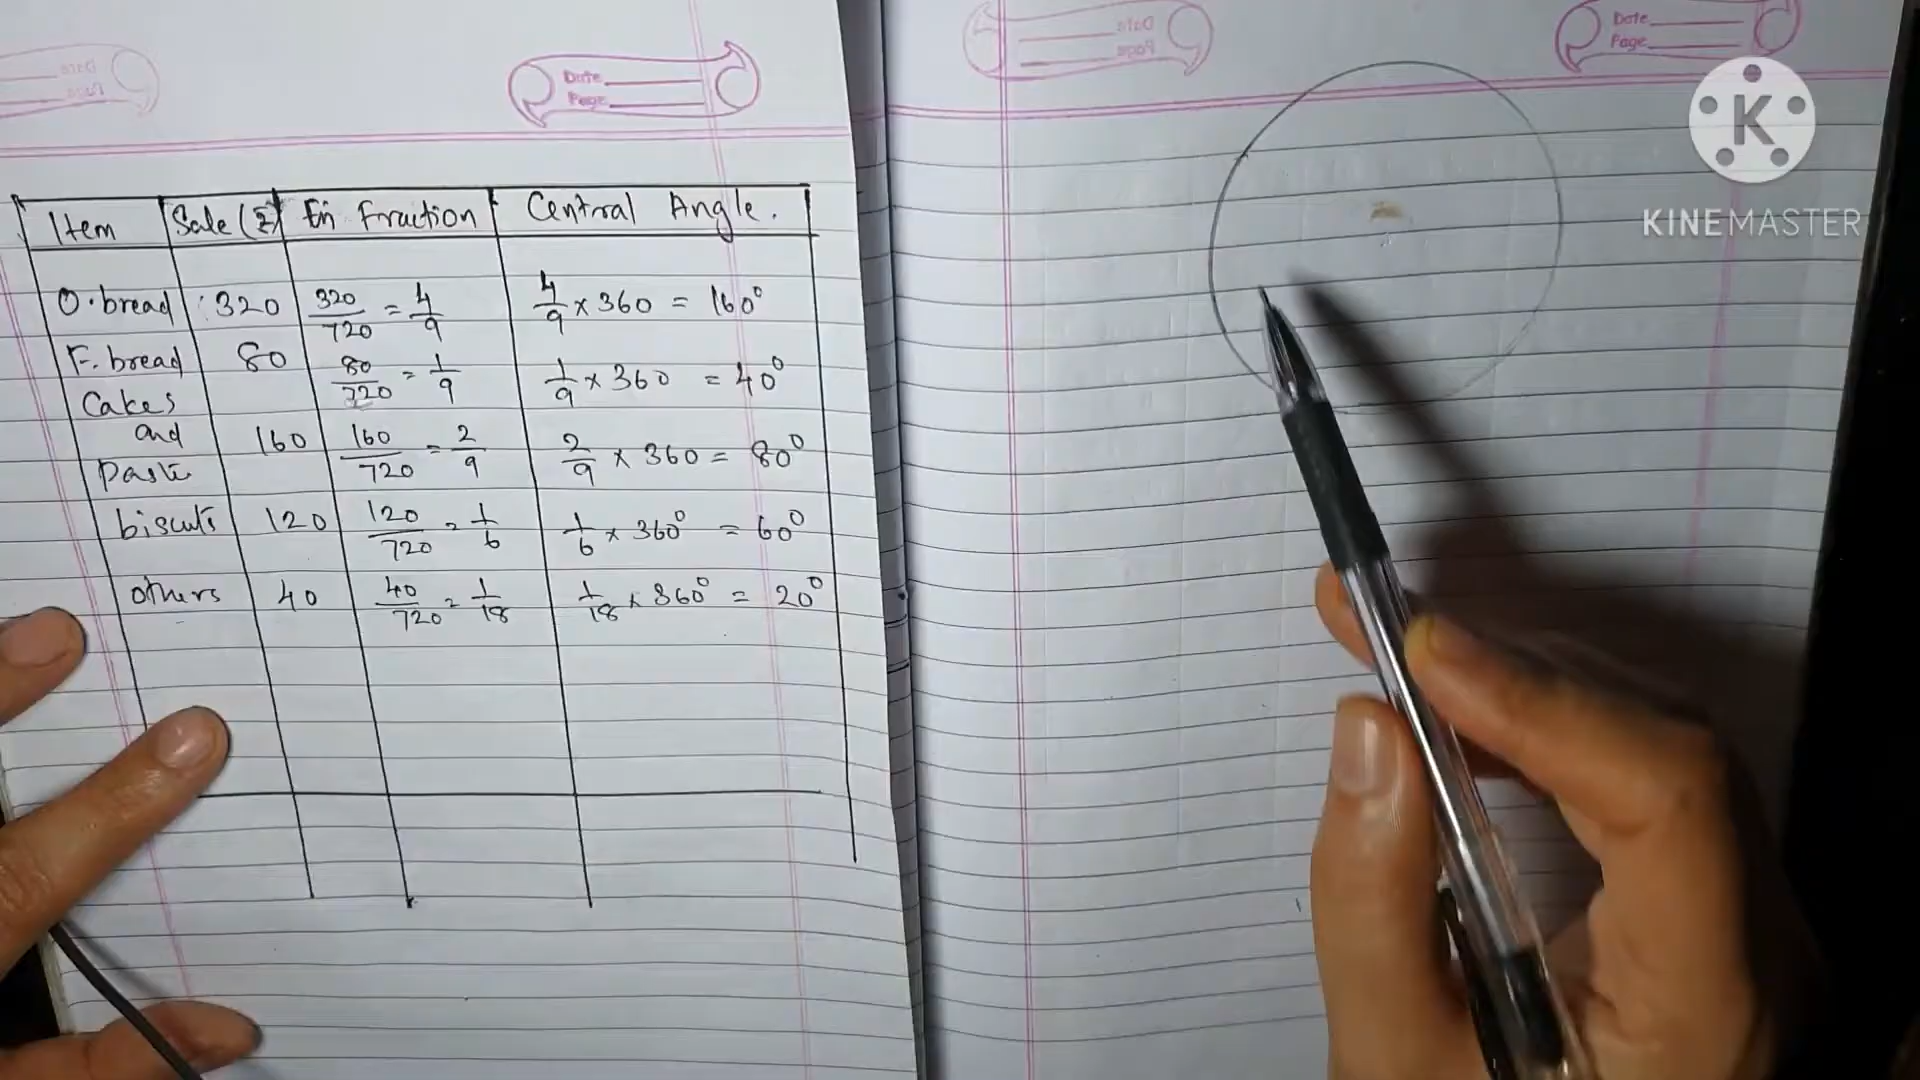 Date
Page
Date
Page
Item Sale (₹) In Fraction Central Angle.
O.bread 320 320/720 = 4/9 4/9 × 360 = 160°
F. bread 80 80/720 = 1/9 1/9 × 360 = 40°
Cakes
and 160 160/720 = 2/9 2/9 × 360 = 80°
Paste
biscuits 120 120/720 = 1/6 1/6 × 360° = 60°
others 40 40/720 = 1/18 1/18 × 360° = 20°
K
KINEMASTER